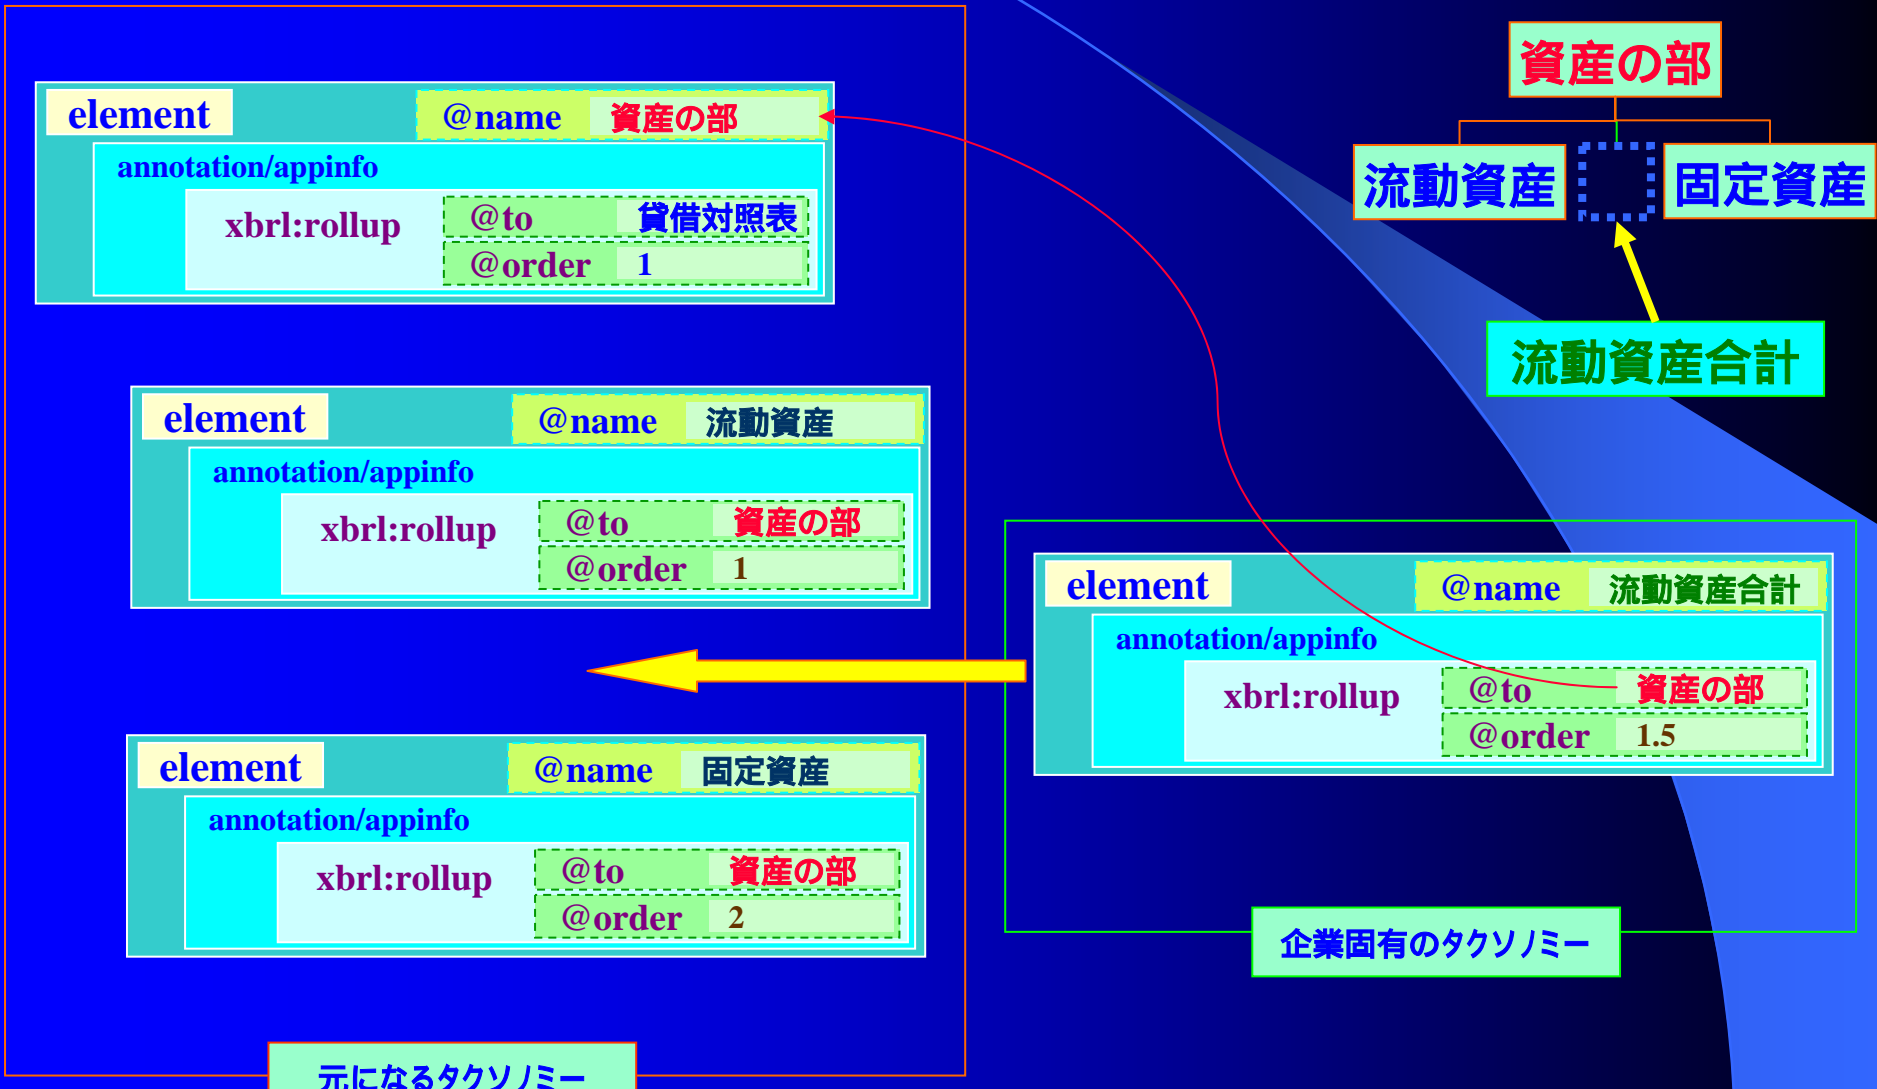 element
@name 資産の部
annotation/appinfo
xbrl:rollup
@to 貸借対照表
@order 1
element
@name 流動資産
annotation/appinfo
xbrl:rollup
@to 資産の部
@order 1
element
@name 固定資産
annotation/appinfo
xbrl:rollup
@to 資産の部
@order 2
元になるタクソノミー
資産の部
流動資産
固定資産
流動資産合計
element
@name 流動資産合計
annotation/appinfo
xbrl:rollup
@to 資産の部
@order 1.5
企業固有のタクソノミー